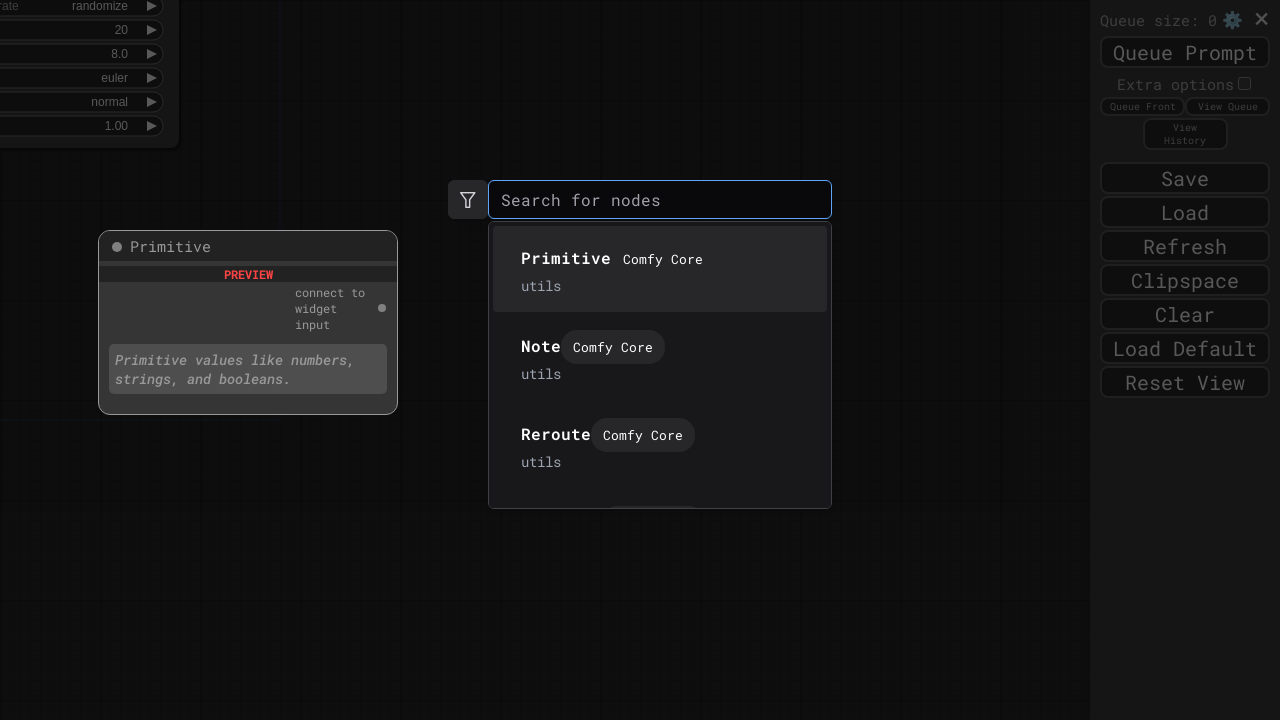 rate randomize
20
8.0
euler
normal
1.00
Primitive
PREVIEW
connect to
widget
input
Primitive values like numbers,
strings, and booleans.
Search for nodes
Primitive Comfy Core
utils
Note Comfy Core
utils
Reroute Comfy Core
utils
Queue size: 0
Queue Prompt
Extra options
Queue Front View Queue
View
History
Save
Load
Refresh
Clipspace
Clear
Load Default
Reset View